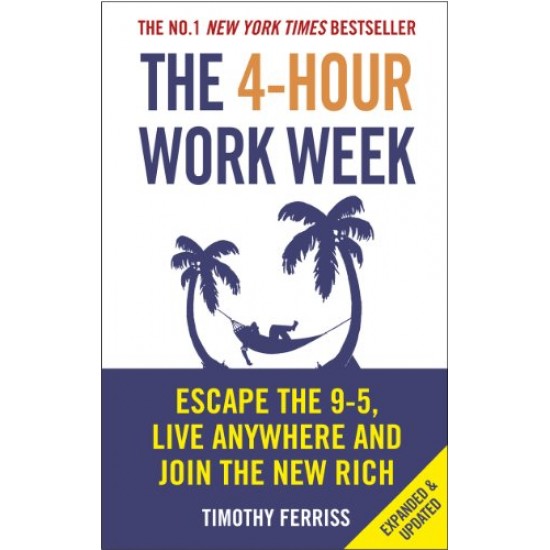 THE NO.1 NEW YORK TIMES BESTSELLER
THE 4-HOUR
WORK WEEK
ESCAPE THE 9-5,
LIVE ANYWHERE AND
JOIN THE NEW RICH
TIMOTHY FERRISS
EXPANDED &
UPDATED